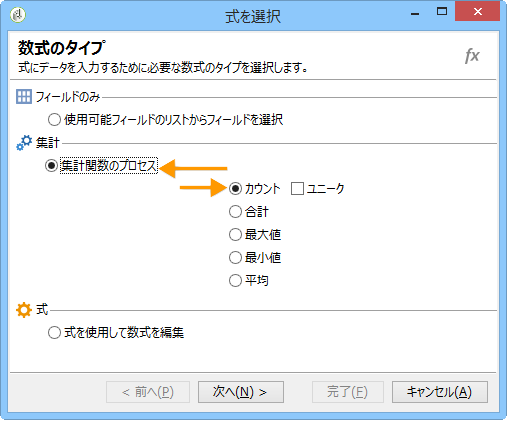 式を選択
数式のタイプ
式にデータを入力するために必要な数式のタイプを選択します。
fx
フィールドのみ
使用可能フィールドのリストからフィールドを選択
集計
集計関数のプロセス
カウント ユニーク
合計
最大値
最小値
平均
式
式を使用して数式を編集
< 前へ(P) 次へ(N) > 完了(F) キャンセル(A)